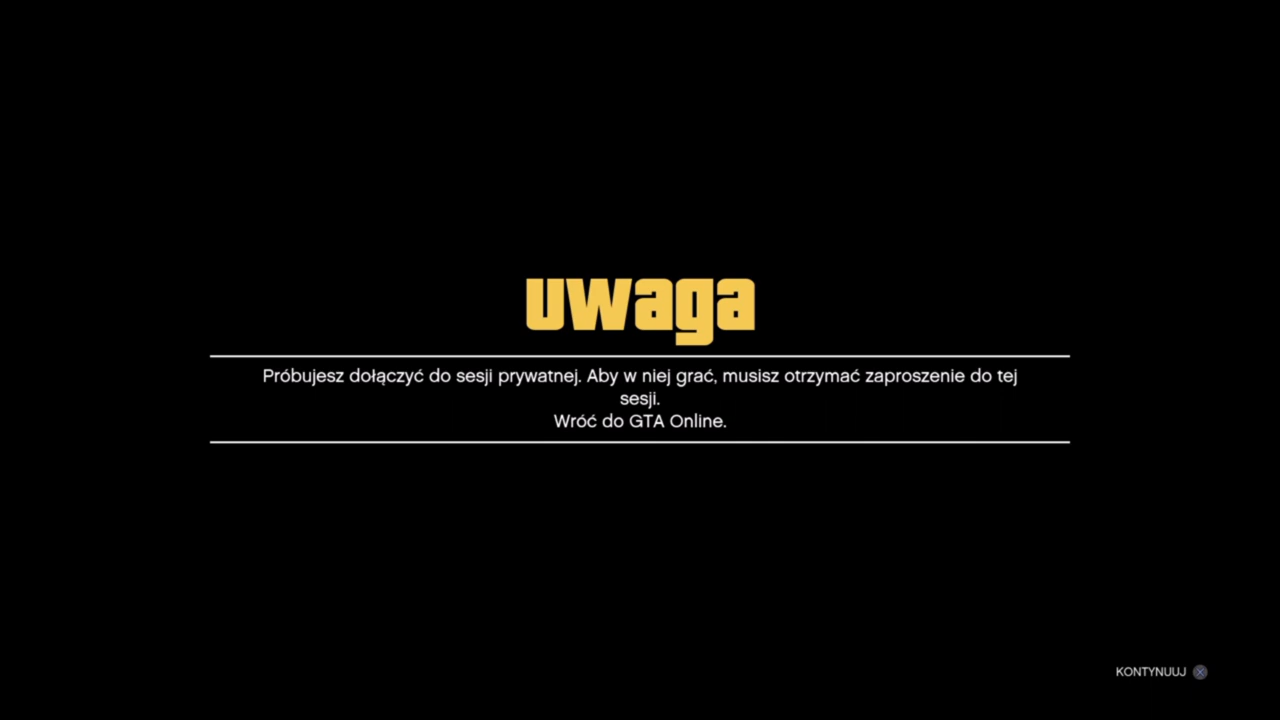 uwaga
Próbujesz dołączyć do sesji prywatnej. Aby w niej grać, musisz otrzymać zaproszenie do tej
sesji.
Wróć do GTA Online.
KONTYNUUJ